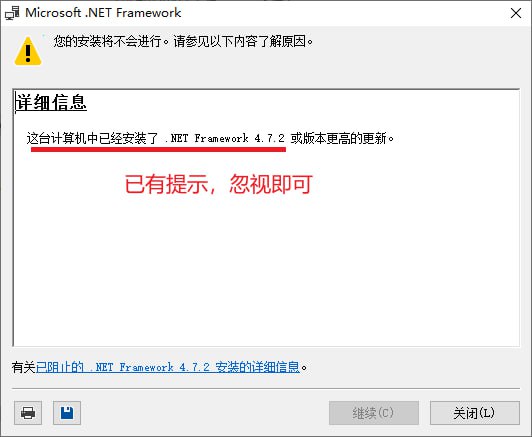 Microsoft .NET Framework
您的安装将不会进行。请参见以下内容了解原因。
详细信息
这台计算机中已经安装了 .NET Framework 4.7.2 或版本更高的更新。
已有提示，忽视即可
有关已阻止的 .NET Framework 4.7.2 安装的详细信息。
继续(C)
关闭(L)